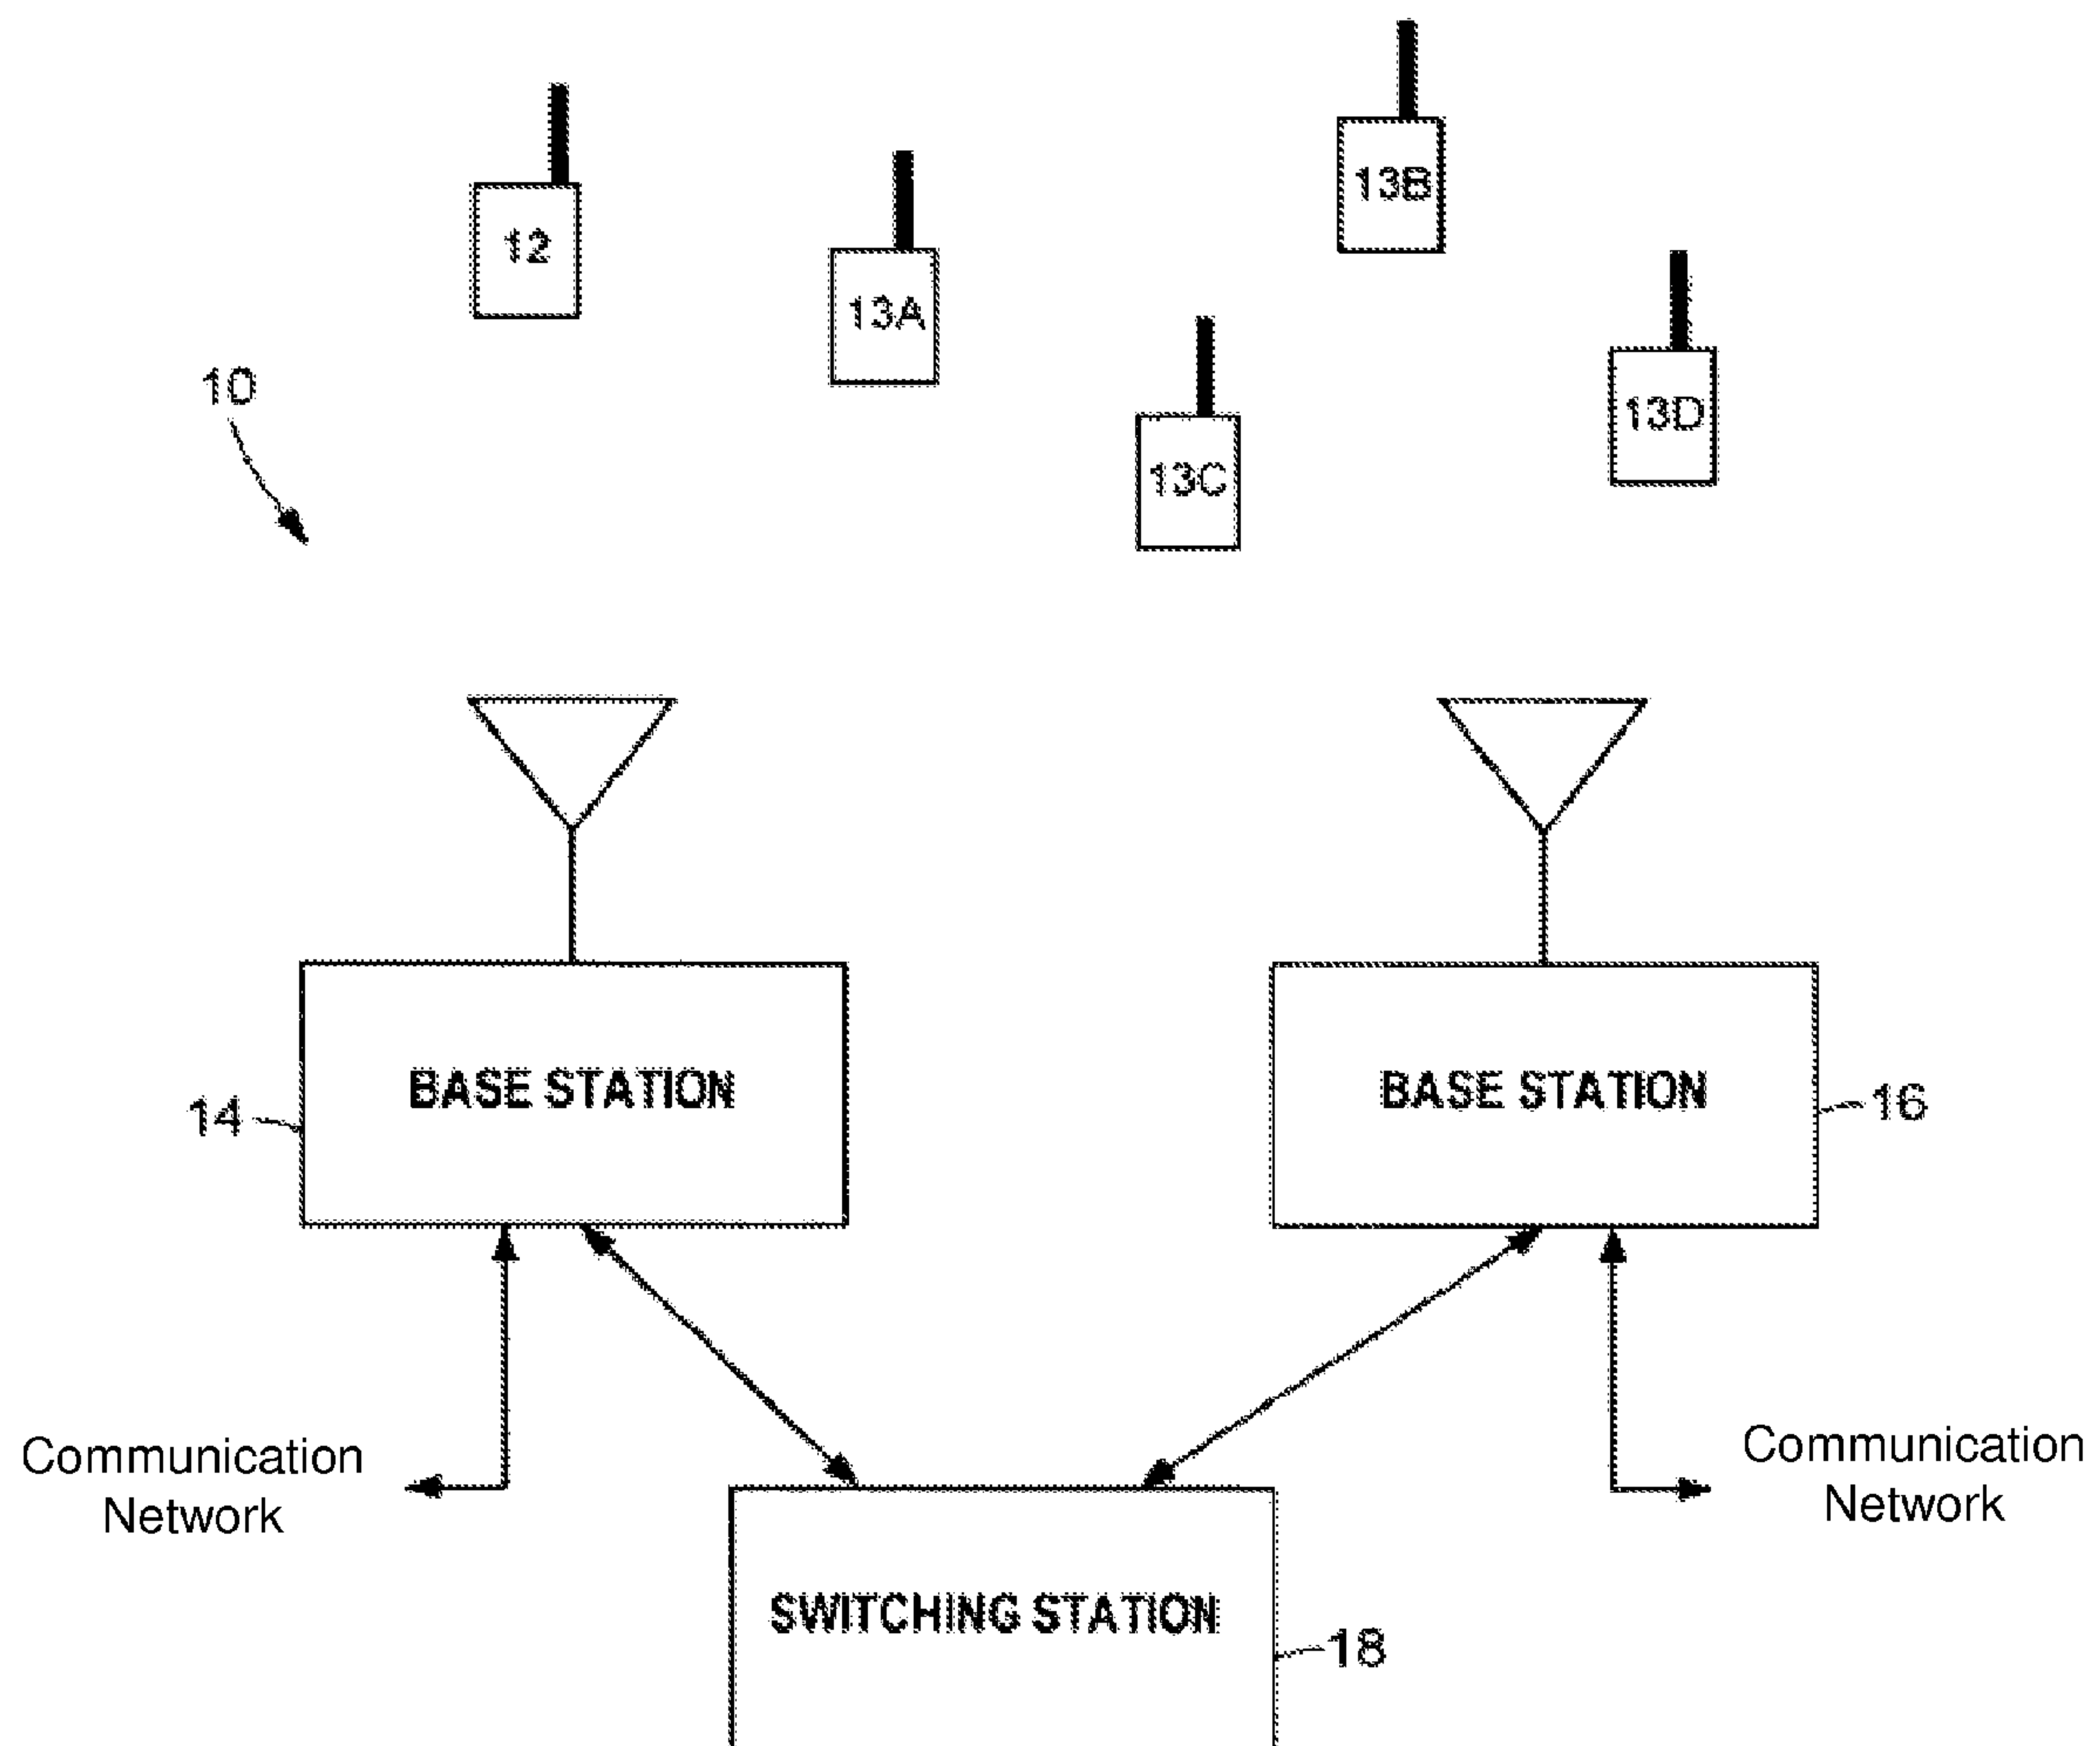 13B
12
13A
10
13D
13C
BASE STATION
BASE STATION
14
16
Communication
Network
Communication
Network
SWITCHING STATION
18